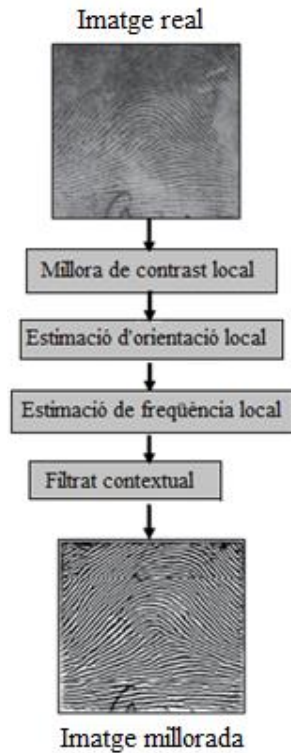 Imatge real
Millora de contrast local
Estimació d'orientació local
Estimació de freqüència local
Filtrat contextual
Imatge millorada